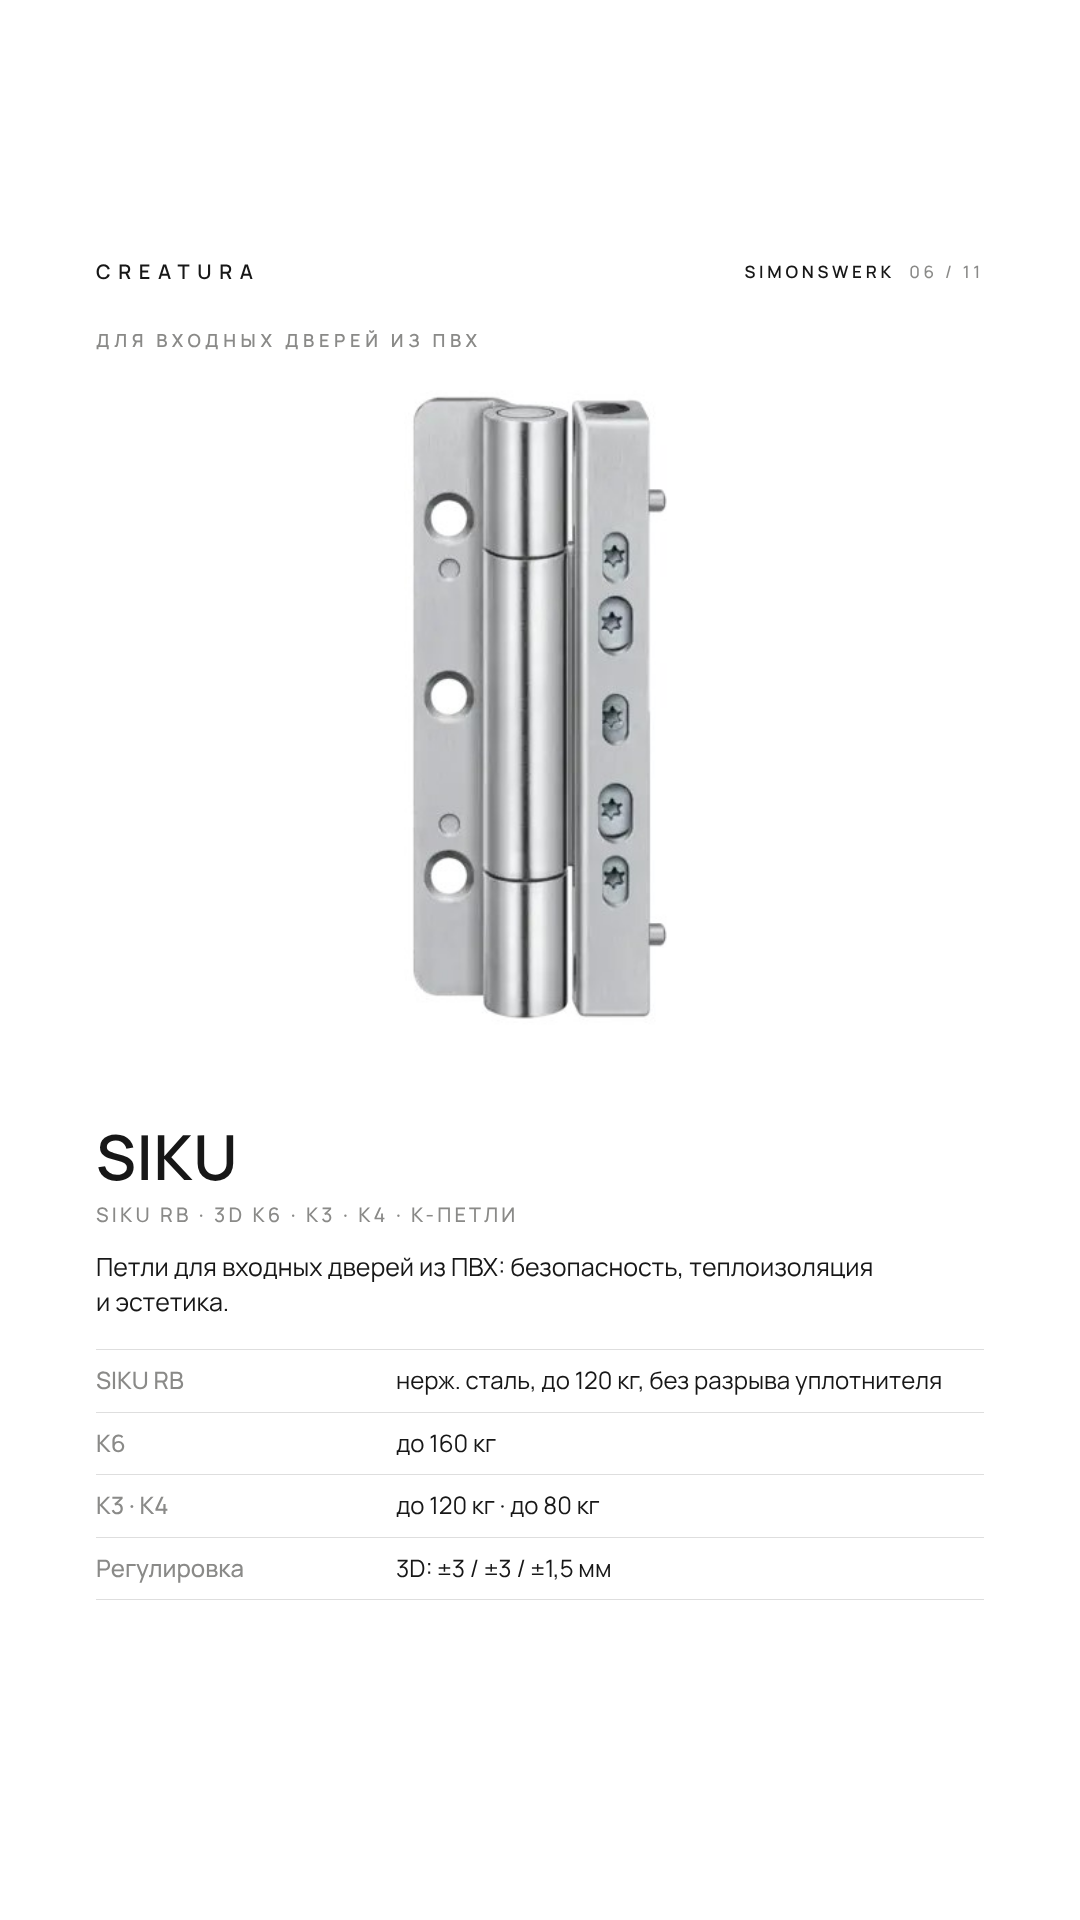 CREATURA
SIMONSWERK 06 / 11
ДЛЯ ВХОДНЫХ ДВЕРЕЙ ИЗ ПВХ
SIKU
SIKU RB · 3D K6 · K3 · K4 · К-ПЕТЛИ
Петли для входных дверей из ПВХ: безопасность, теплоизоляция
и эстетика.
SIKU RB нерж. сталь, до 120 кг, без разрыва уплотнителя
K6 до 160 кг
K3 · K4 до 120 кг · до 80 кг
Регулировка 3D: ±3 / ±3 / ±1,5 мм